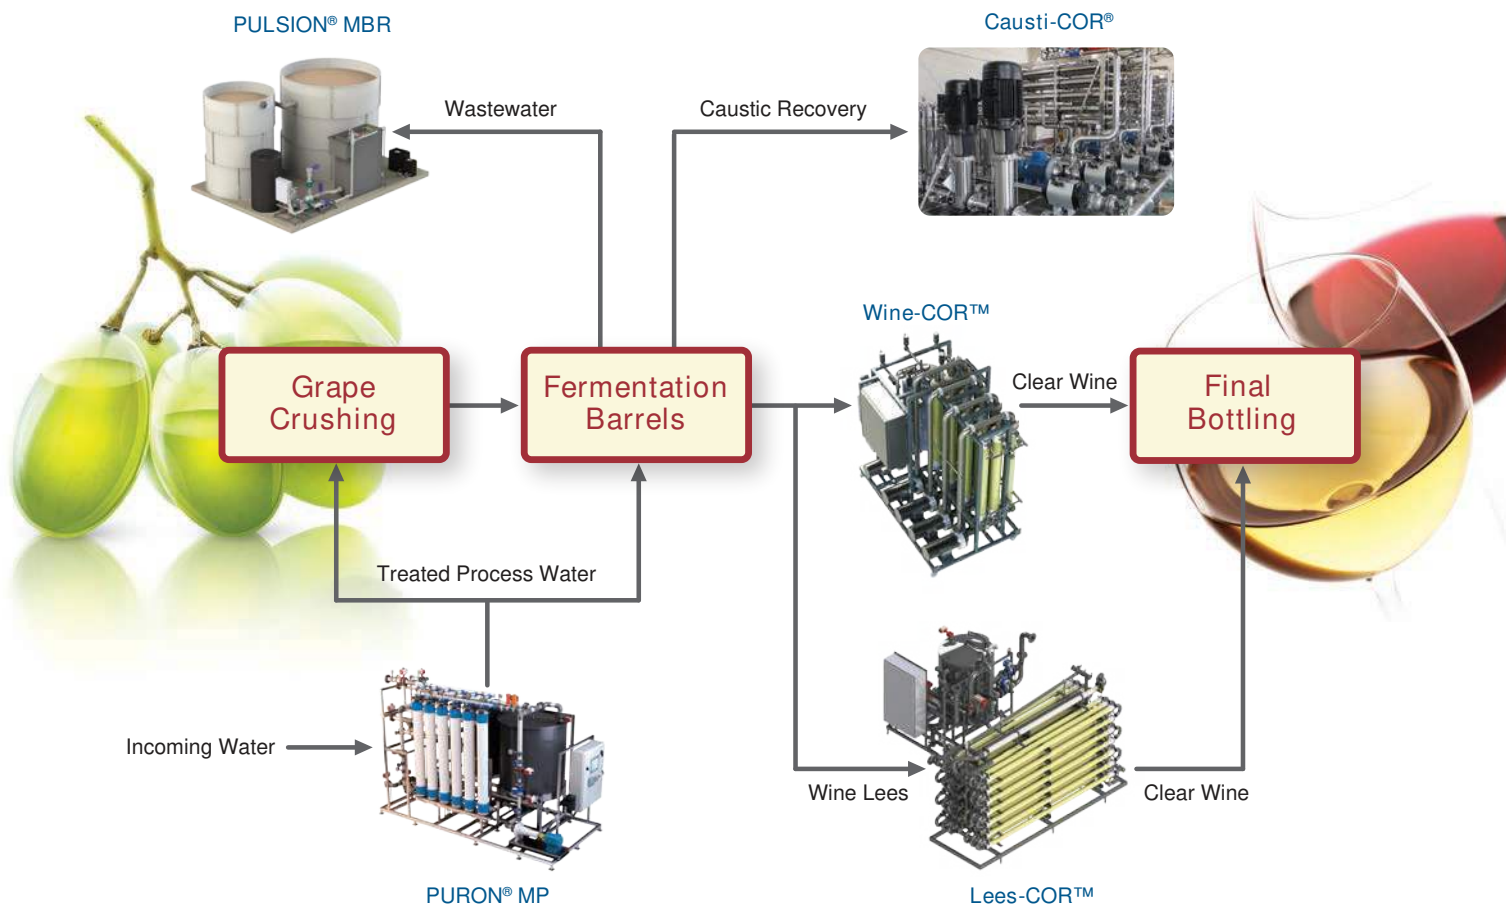 PULSION® MBR
Causti-COR®
Wastewater
Caustic Recovery
Wine-COR™
Grape
Crushing
Fermentation
Barrels
Clear Wine
Final
Bottling
Treated Process Water
Incoming Water
Wine Lees
Clear Wine
PURON® MP
Lees-COR™